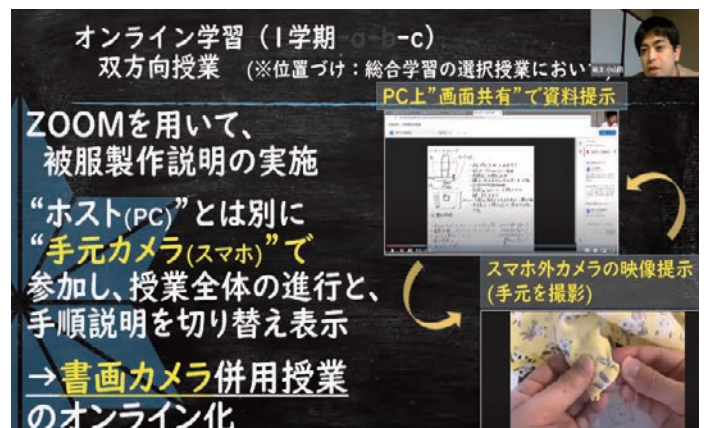 オンライン学習（1学期-a-b-c）
双方向授業 (※位置づけ：総合学習の選択授業において)
PC上”画面共有”で資料提示
ZOOMを用いて、
被服製作説明の実施
“ホスト(PC)”とは別に
“手元カメラ(スマホ)”で
参加し、授業全体の進行と、
手順説明を切り替え表示
→書画カメラ併用授業
のオンライン化
スマホ外カメラの映像提示
(手元を撮影)